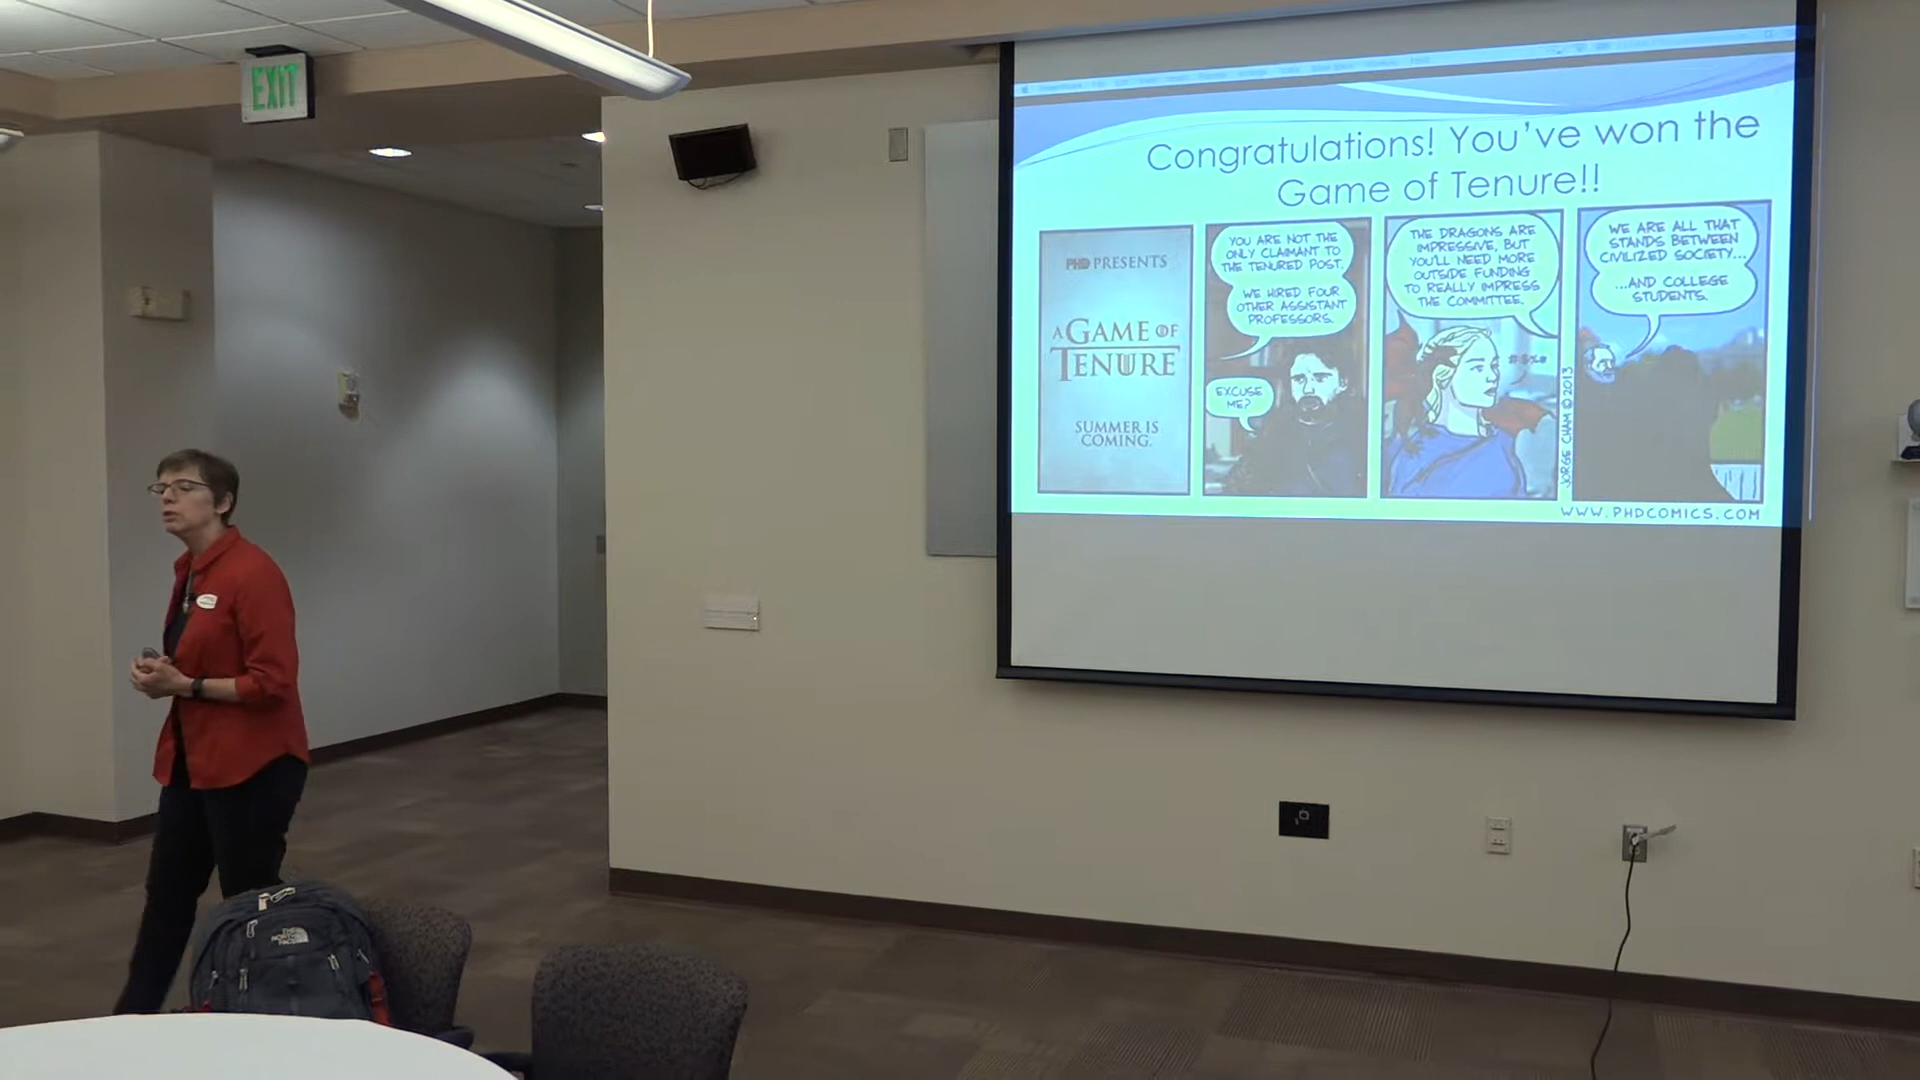 EXIT
Congratulations! You've won the
Game of Tenure!!
PHD PRESENTS
A GAME OF
TENURE
SUMMER IS
COMING.
YOU ARE NOT THE
ONLY CLAIMANT TO
THE TENURED POST.
WE HIRED FOUR
OTHER ASSISTANT
PROFESSORS.
EXCUSE
ME?
THE DRAGONS ARE
IMPRESSIVE, BUT
YOU'LL NEED MORE
OUTSIDE FUNDING
TO REALLY IMPRESS
THE COMMITTEE.
#$%#
JORGE CHAM © 2013
WE ARE ALL THAT
STANDS BETWEEN
CIVILIZED SOCIETY...
...AND COLLEGE
STUDENTS.
WWW.PHDCOMICS.COM
THE
NORTH
FACE